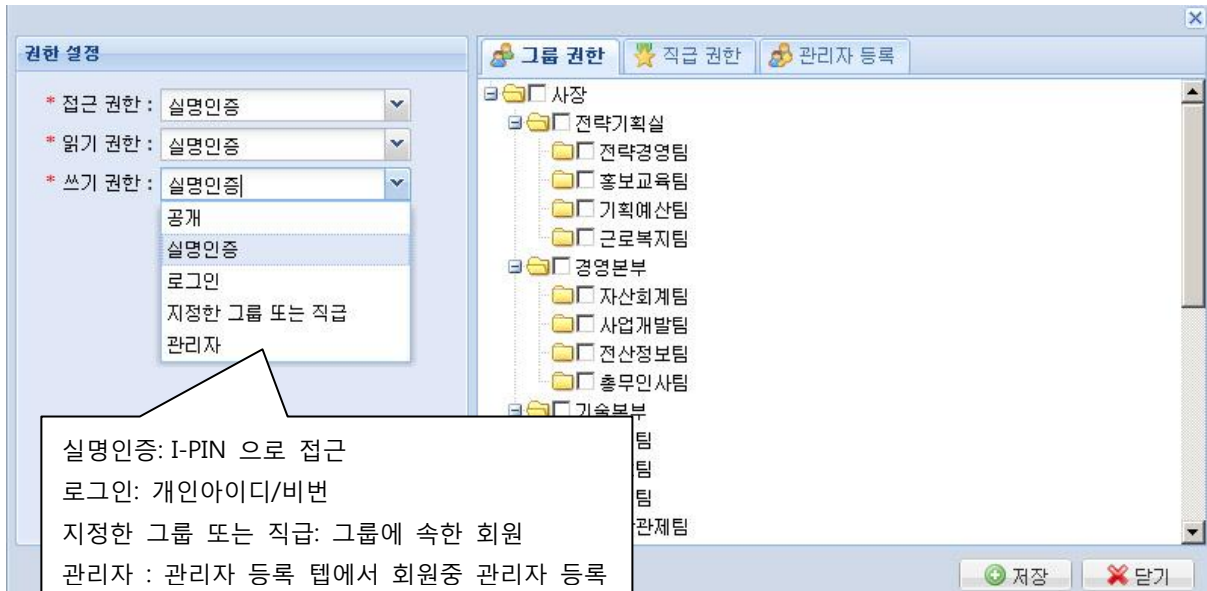 권한 설정
* 접근 권한 : 실명인증
* 읽기 권한 : 실명인증
* 쓰기 권한 : 실명인증
공개
실명인증
로그인
지정한 그룹 또는 직급
관리자
실명인증: I-PIN 으로 접근
로그인: 개인아이디/비번
지정한 그룹 또는 직급: 그룹에 속한 회원
관리자 : 관리자 등록 텝에서 회원중 관리자 등록
그룹 권한 직급 권한 관리자 등록
사장
전략기획실
전략경영팀
홍보교육팀
기획예산팀
근로복지팀
경영본부
자산회계팀
사업개발팀
전산정보팀
총무인사팀
기술본부
팀
팀
팀
관제팀
저장 닫기